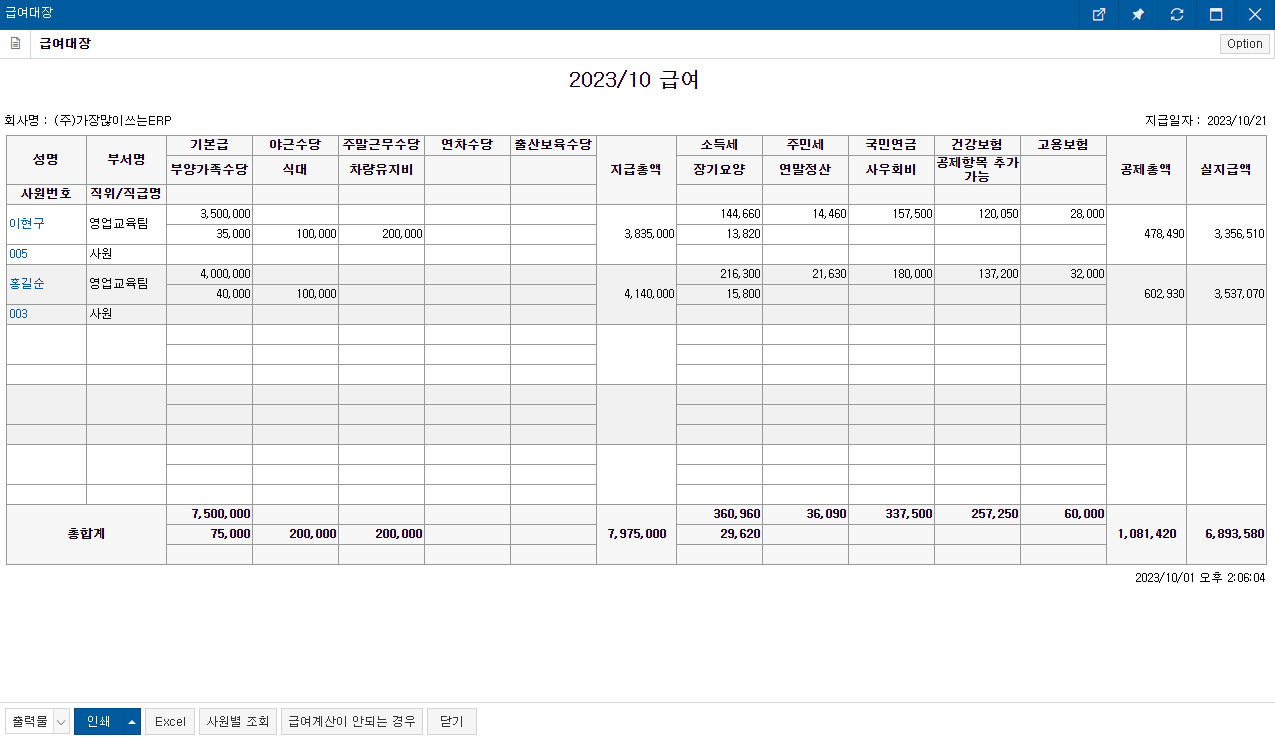 급여대장
급여대장 Option
2023/10 급여
회사명 : (주)가장많이쓰는ERP 지급일자 : 2023/10/21
성명 부서명 기본급 야근수당 주말근무수당 연차수당 출산보육수당 지급총액 소득세 주민세 국민연금 건강보험 고용보험 공제총액 실지급액
부양가족수당 식대 차량유지비 장기요양 연말정산 사우회비 공제항목 추가
가능
사원번호 직위/직급명
이현구 영업교육팀 3,500,000 144,660 14,460 157,500 120,050 28,000
35,000 100,000 200,000 3,835,000 13,820 478,490 3,356,510
005 사원
홍길순 영업교육팀 4,000,000 216,300 21,630 180,000 137,200 32,000
40,000 100,000 4,140,000 15,800 602,930 3,537,070
003 사원
총합계 7,500,000 360,960 36,090 337,500 257,250 60,000
75,000 200,000 200,000 7,975,000 29,620 1,081,420 6,893,580
2023/10/01 오후 2:06:04
출력물 인쇄 Excel 사원별 조회 급여계산이 안되는 경우 닫기